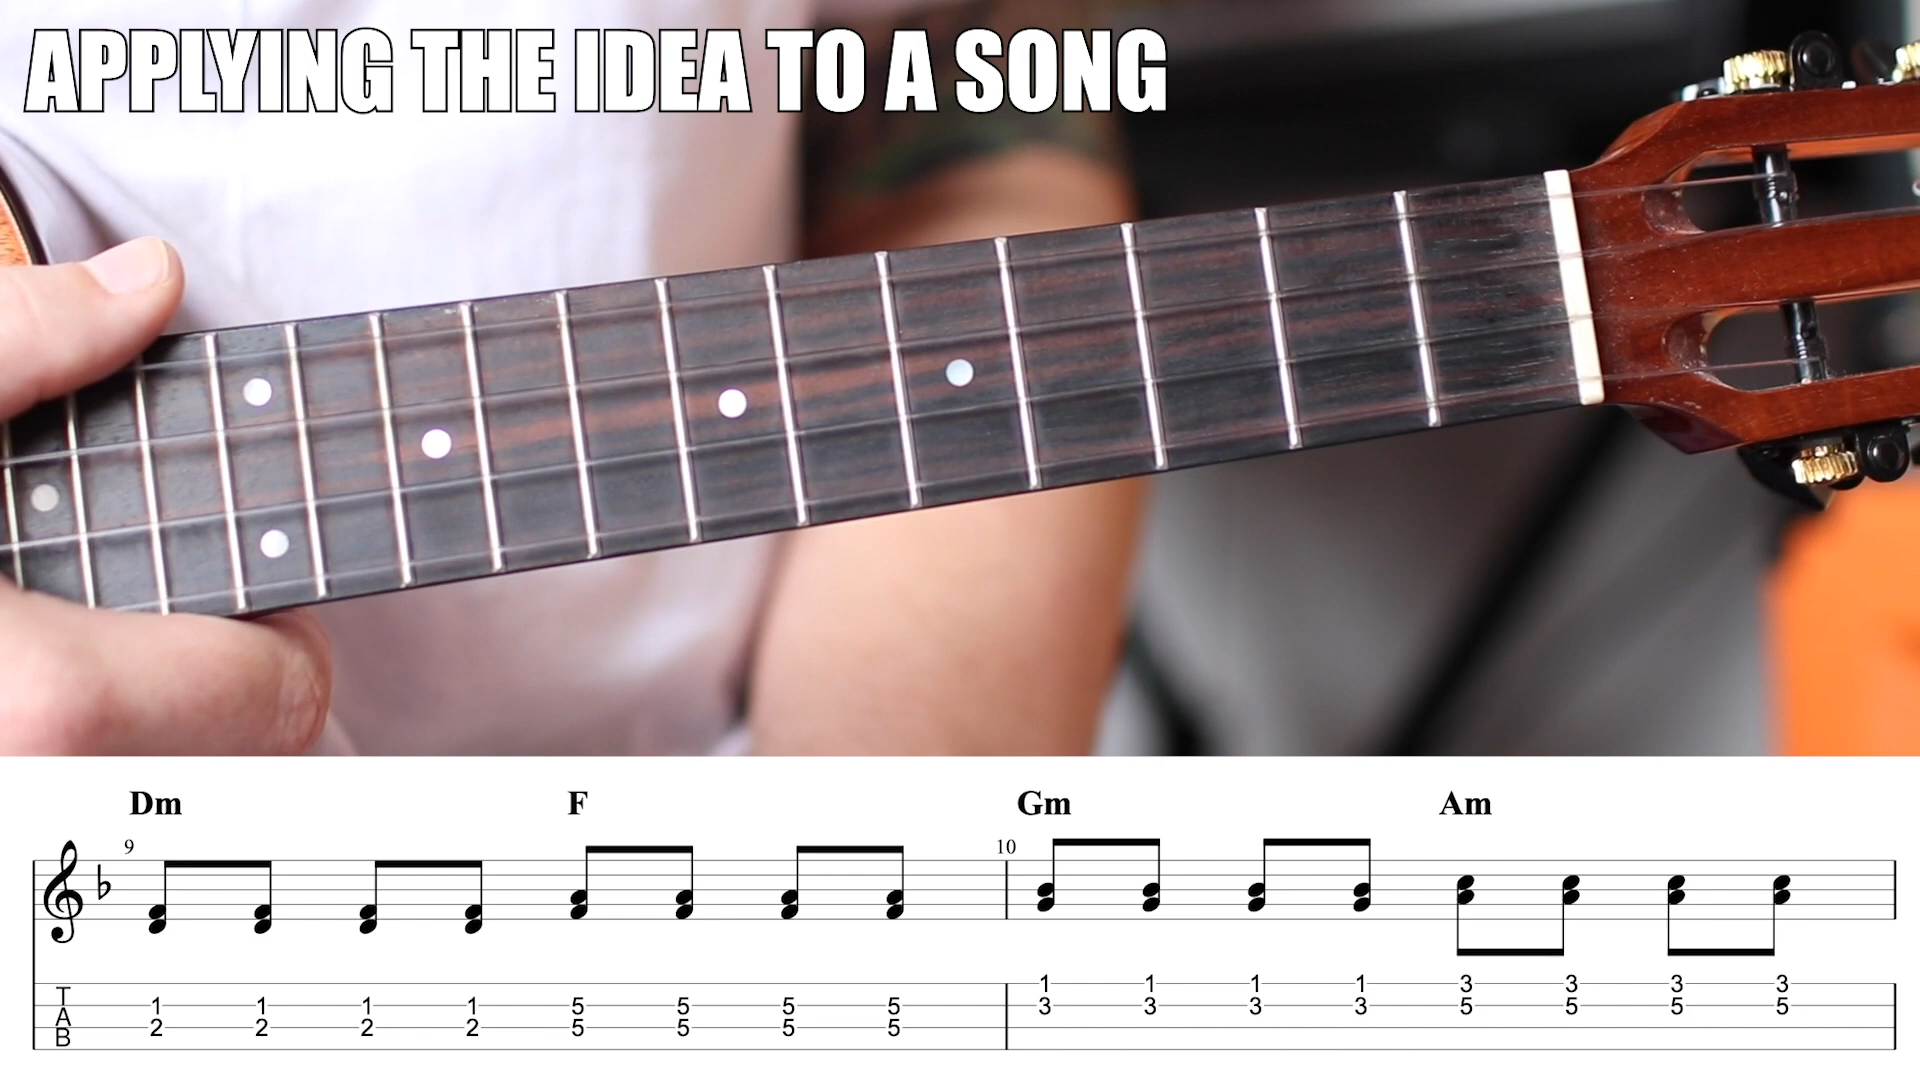 APPLYING THE IDEA TO A SONG
Dm F Gm Am
9 10
1 1 1 1 3 3 3 3
T
A
B
1 1 1 1 5 5 5 5 3 3 3 3 5 5 5 5
2 2 2 2 5 5 5 5